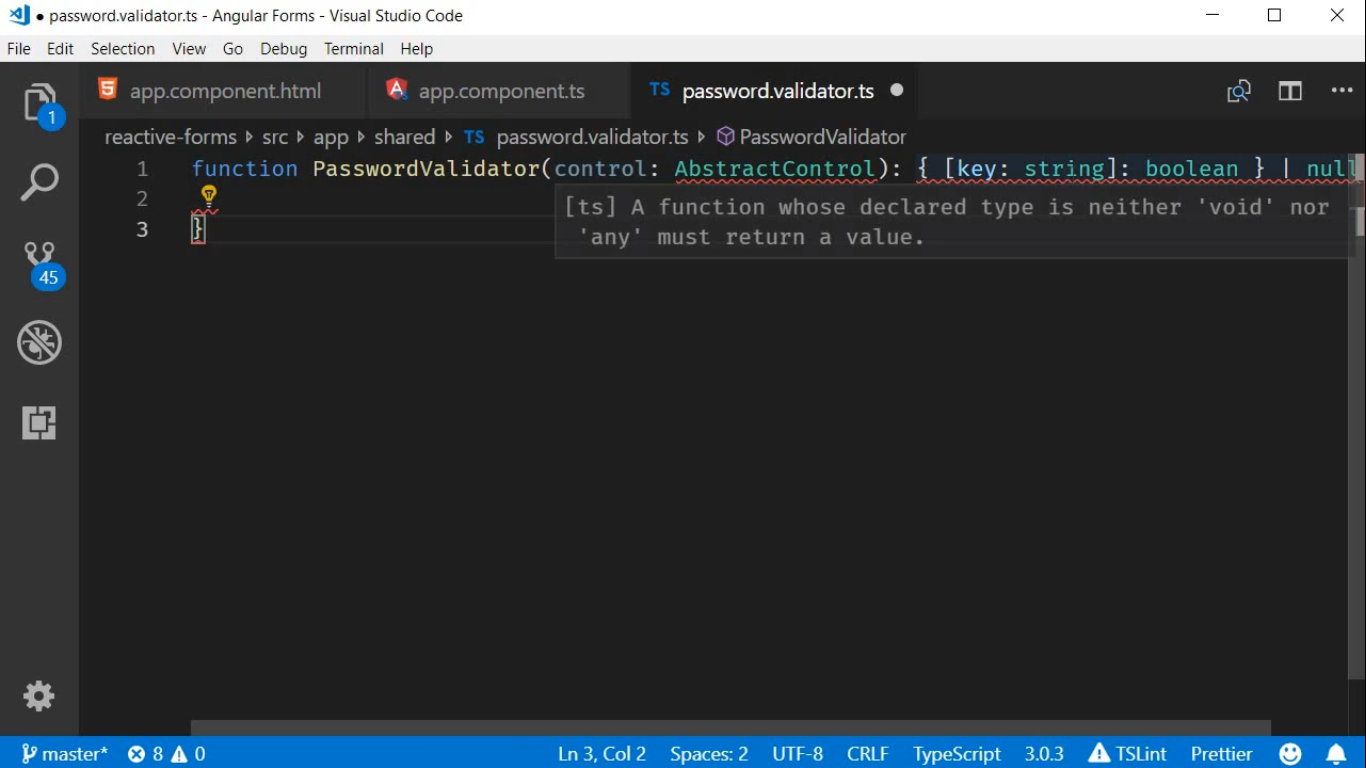 ● password.validator.ts - Angular Forms - Visual Studio Code
File Edit Selection View Go Debug Terminal Help
1
app.component.html
app.component.ts
TS password.validator.ts
reactive-forms src app shared TS password.validator.ts PasswordValidator
1 function PasswordValidator(control: AbstractControl): { [key: string]: boolean } | null
2
[ts] A function whose declared type is neither 'void' nor
'any' must return a value.
3 }
45
master* 8 0 Ln 3, Col 2 Spaces: 2 UTF-8 CRLF TypeScript 3.0.3 TSLint Prettier